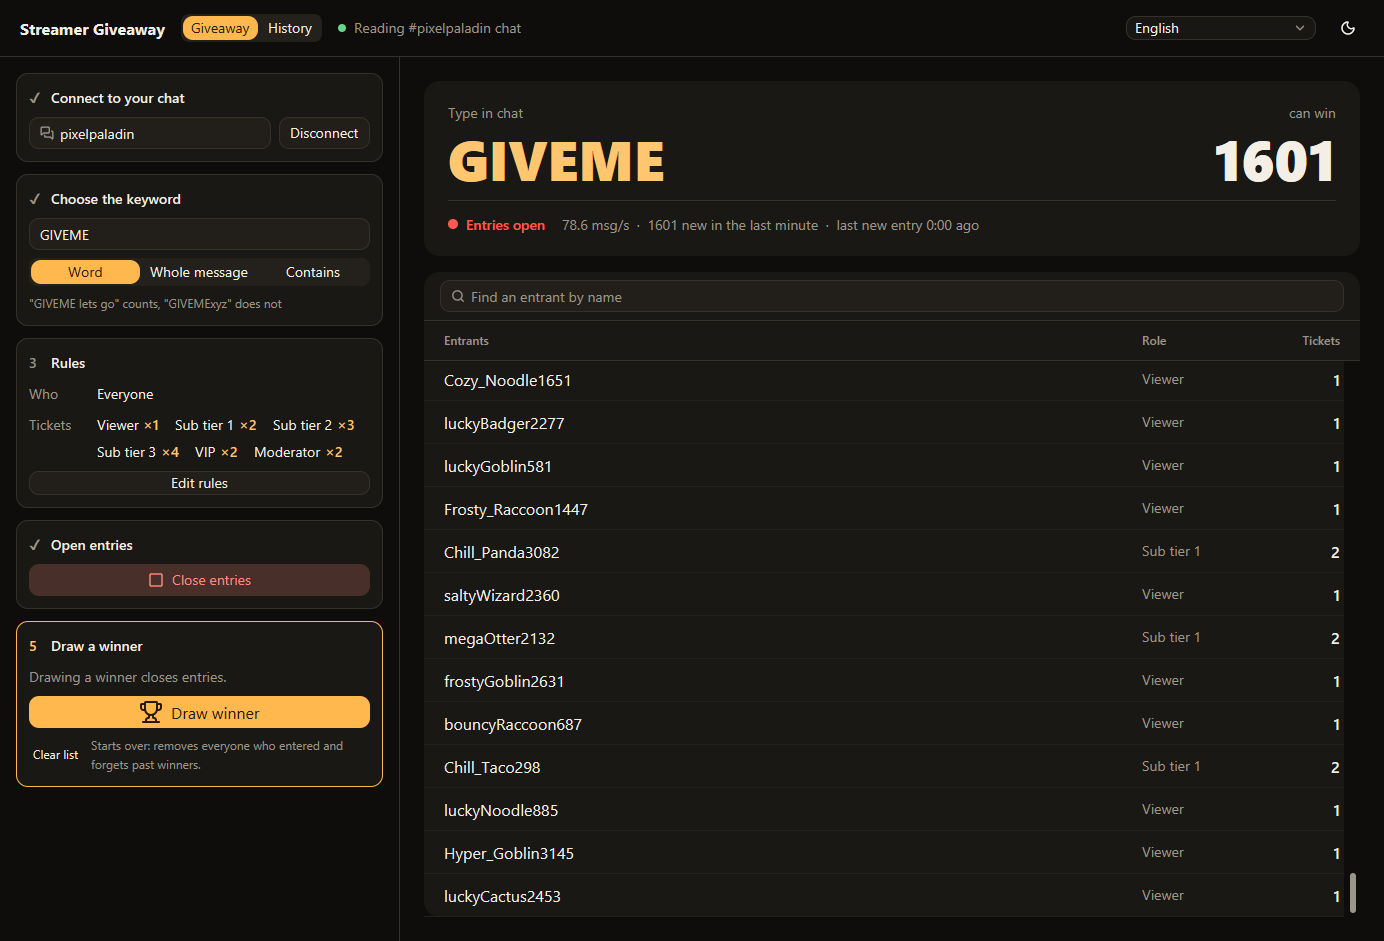 Streamer Giveaway
Giveaway
History
Reading #pixelpaladin chat
English
✓ Connect to your chat
pixelpaladin
Disconnect
✓ Choose the keyword
GIVEME
Word
Whole message
Contains
"GIVEME lets go" counts, "GIVEMExyz" does not
3 Rules
Who Everyone
Tickets Viewer ×1 Sub tier 1 ×2 Sub tier 2 ×3
Sub tier 3 ×4 VIP ×2 Moderator ×2
Edit rules
✓ Open entries
Close entries
5 Draw a winner
Drawing a winner closes entries.
Draw winner
Clear list
Starts over: removes everyone who entered and
forgets past winners.
Type in chat
can win
GIVEME
1601
Entries open 78.6 msg/s · 1601 new in the last minute · last new entry 0:00 ago
Find an entrant by name
Entrants Role Tickets
Cozy_Noodle1651 Viewer 1
luckyBadger2277 Viewer 1
luckyGoblin581 Viewer 1
Frosty_Raccoon1447 Viewer 1
Chill_Panda3082 Sub tier 1 2
saltyWizard2360 Viewer 1
megaOtter2132 Sub tier 1 2
frostyGoblin2631 Viewer 1
bouncyRaccoon687 Viewer 1
Chill_Taco298 Sub tier 1 2
luckyNoodle885 Viewer 1
Hyper_Goblin3145 Viewer 1
luckyCactus2453 Viewer 1